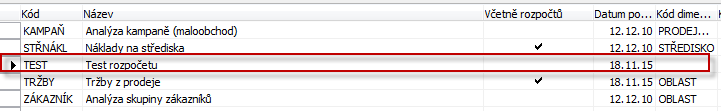 Kód Název Včetně rozpočtů Datum po... Kód dime...
KAMPAŇ Analýza kampaně (maloobchod) 12.12.10 PRODEJ...
STŘNÁKL Náklady na střediska ✔ 12.12.10 STŘEDISKO
TEST Test rozpočetu 18.11.15
TRŽBY Tržby z prodeje ✔ 18.11.15 OBLAST
ZÁKAZNÍK Analýza skupiny zákazníků 12.12.10 OBLAST